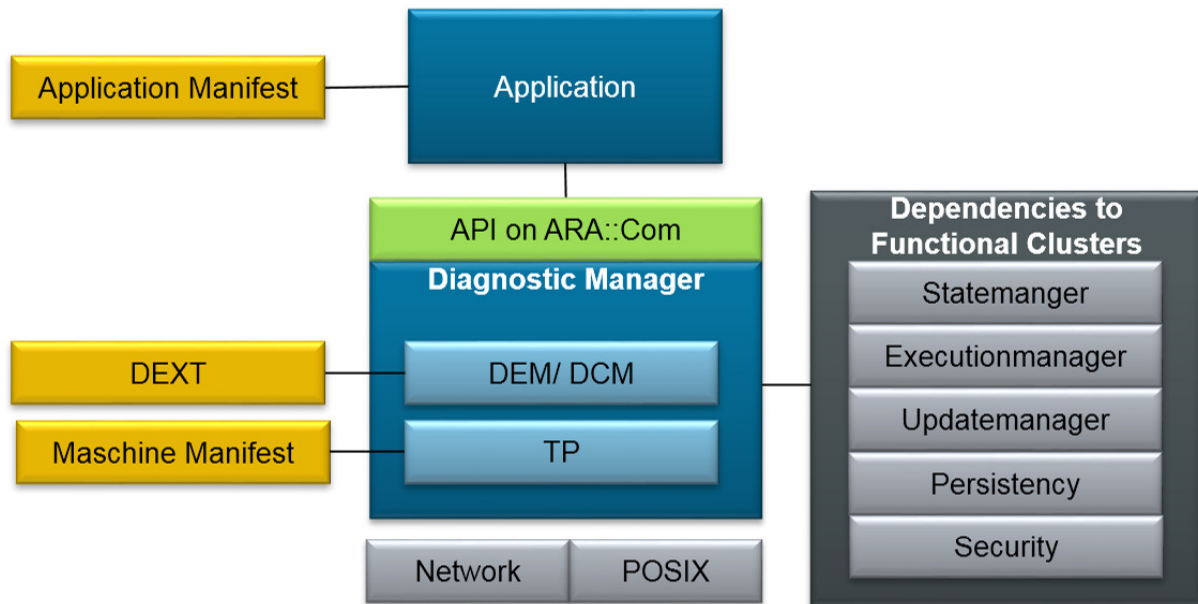 Application Manifest
Application
API on ARA::Com
Diagnostic Manager
DEXT
DEM/ DCM
Maschine Manifest
TP
Network
POSIX
Dependencies to
Functional Clusters
Statemanger
Executionmanager
Updatemanager
Persistency
Security